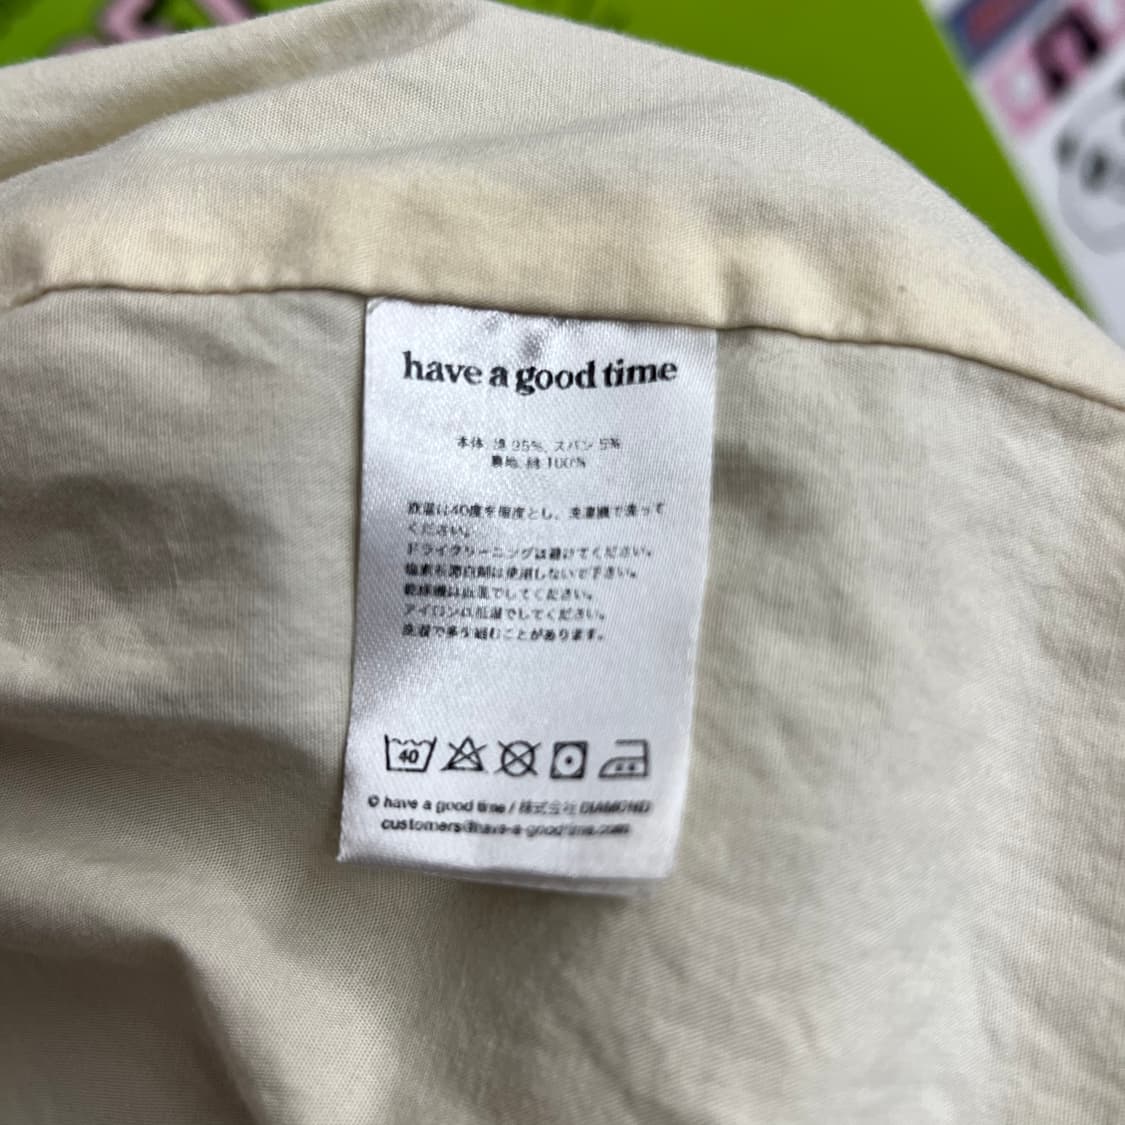 have a good time
本体 綿 95%、スパン 5%
裏地 綿 100%
液温は40度を限度とし、洗濯機で洗って
ください。
ドライクリーニングは避けてください。
塩素系漂白剤は使用しないで下さい。
乾燥機は低温でしてください。
アイロンは低温でしてください。
洗濯で多少縮むことがあります。
40
© have a good time / 株式会社 DIAMOND
customers@have-a-goodtime.com